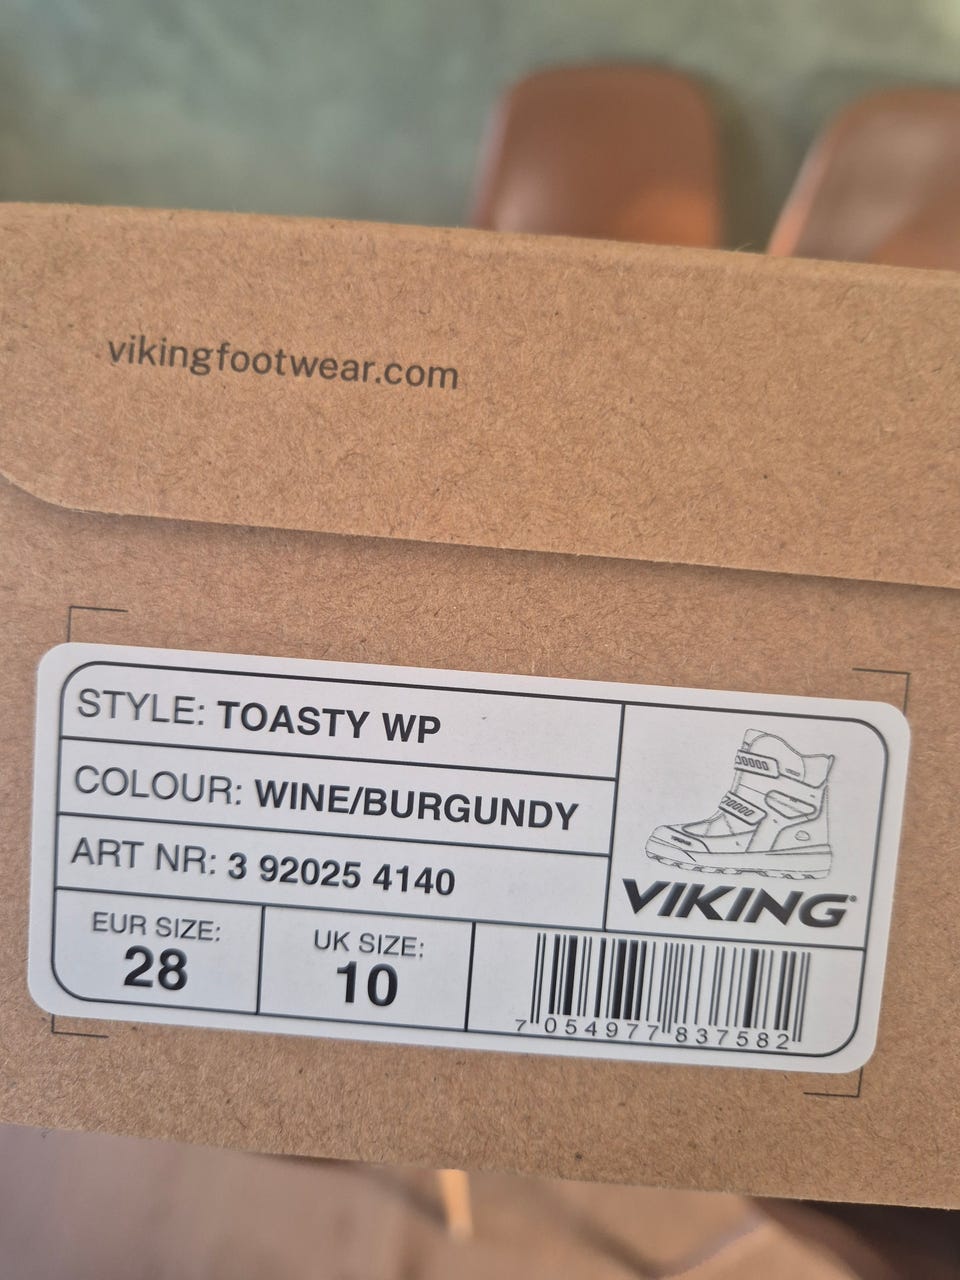 vikingfootwear.com
STYLE: TOASTY WP
COLOUR: WINE/BURGUNDY
ART NR: 3 92025 4140
VIKING®
EUR SIZE:
28
UK SIZE:
10
7 054977 837582